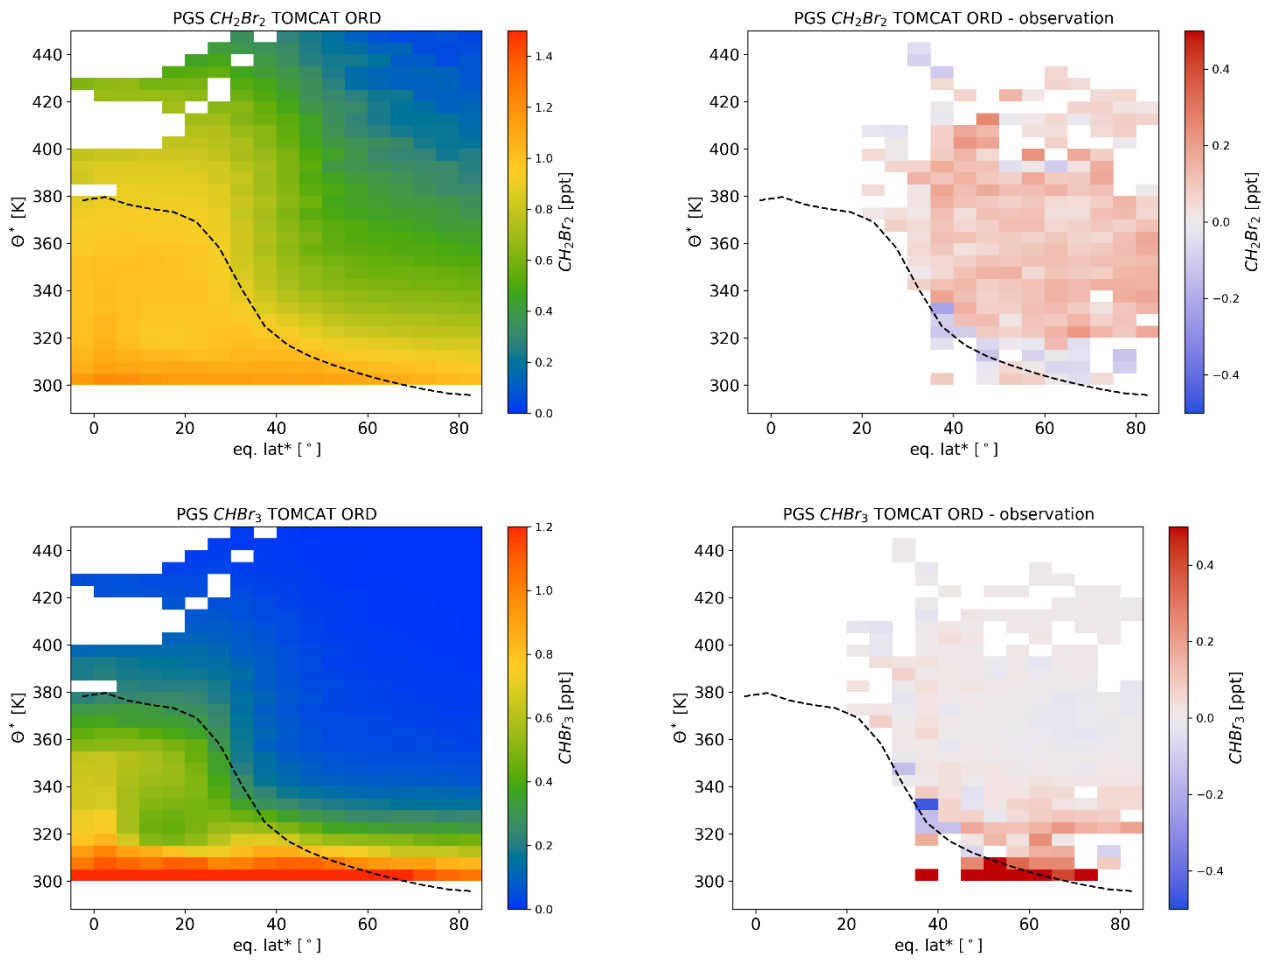 PGS CH₂Br₂ TOMCAT ORD
440
420
400
380
360
340
320
300
Θ* [K]
0 20 40 60 80
eq. lat* [°]
1.4
1.2
1.0
0.8
0.6
0.4
0.2
0.0
CH₂Br₂ [ppt]
PGS CH₂Br₂ TOMCAT ORD - observation
440
420
400
380
360
340
320
300
Θ* [K]
0 20 40 60 80
eq. lat* [°]
0.4
0.2
0.0
−0.2
−0.4
CH₂Br₂ [ppt]
PGS CHBr₃ TOMCAT ORD
440
420
400
380
360
340
320
300
Θ* [K]
0 20 40 60 80
eq. lat* [°]
1.2
1.0
0.8
0.6
0.4
0.2
0.0
CHBr₃ [ppt]
PGS CHBr₃ TOMCAT ORD - observation
440
420
400
380
360
340
320
300
Θ* [K]
0 20 40 60 80
eq. lat* [°]
0.4
0.2
0.0
−0.2
−0.4
CHBr₃ [ppt]